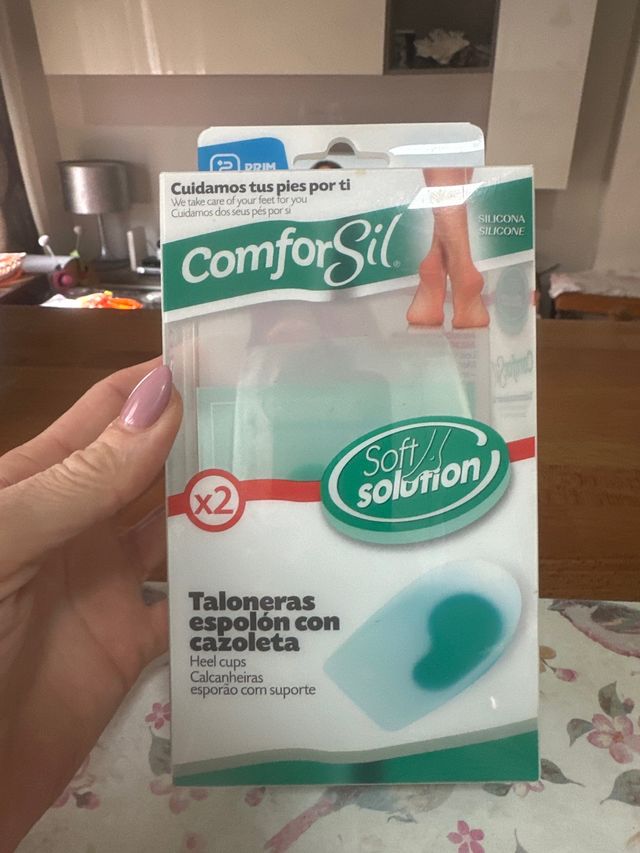 PRIM
Cuidamos tus pies por ti
We take care of your feet for you
Cuidamos dos seus pés por si
ComforSil®
SILICONA
SILICONE
ComforSil
Soft
solution
x2
Taloneras
espolón con
cazoleta
Heel cups
Calcanheiras
esporão com suporte